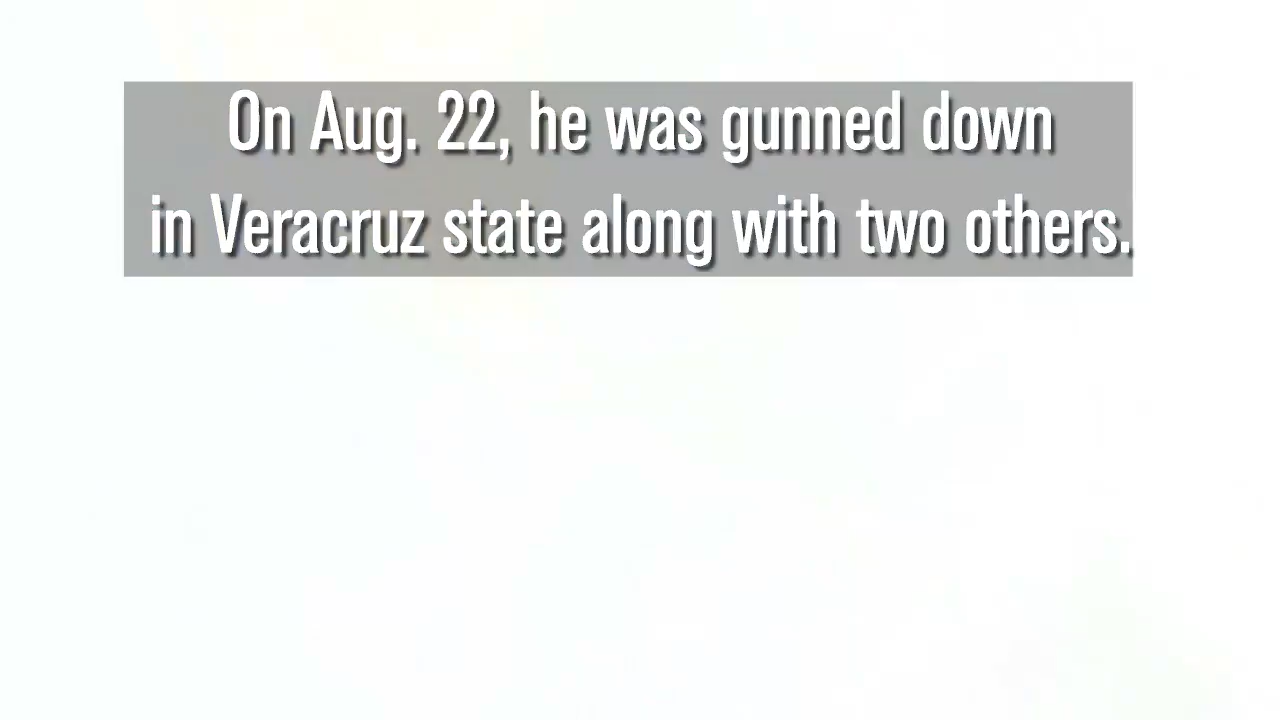 On Aug. 22, he was gunned down
in Veracruz state along with two others.